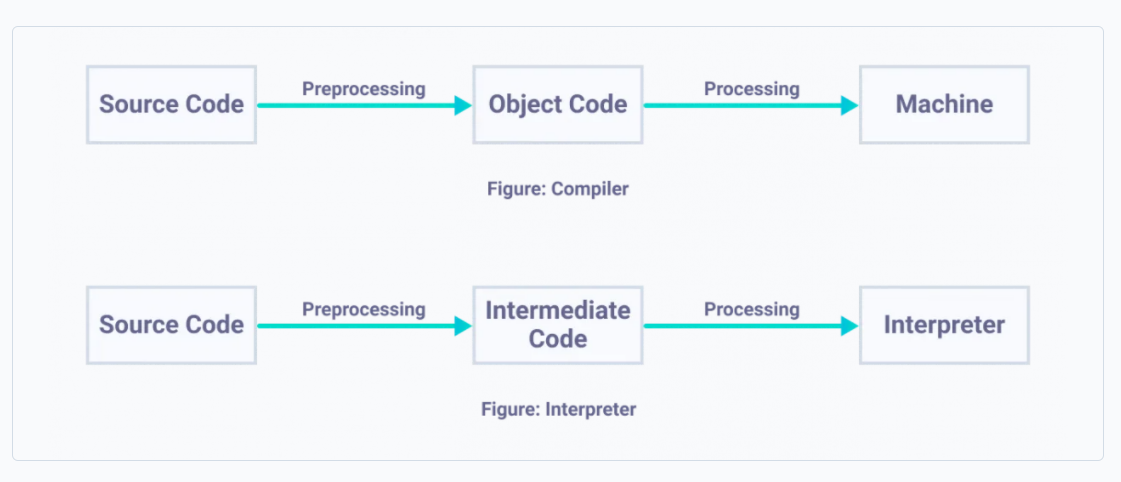 Source Code
Preprocessing
Object Code
Processing
Machine
Figure: Compiler
Source Code
Preprocessing
Intermediate
Code
Processing
Interpreter
Figure: Interpreter